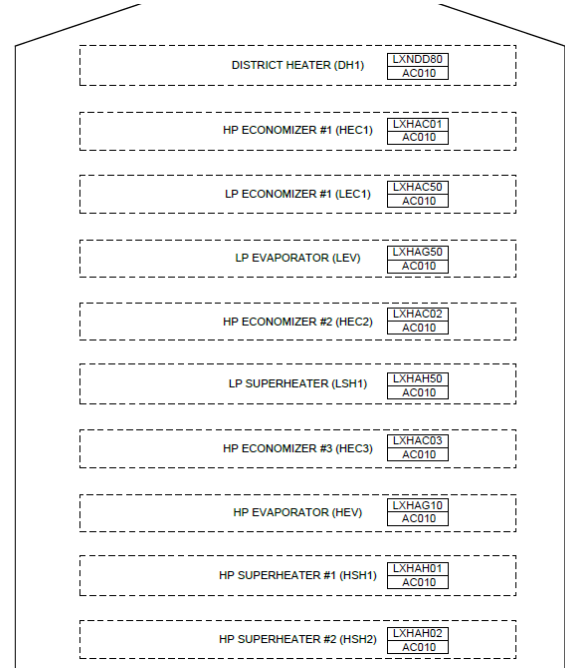 DISTRICT HEATER (DH1)
LXNDD80
AC010
HP ECONOMIZER #1 (HEC1)
LXHAC01
AC010
LP ECONOMIZER #1 (LEC1)
LXHAC50
AC010
LP EVAPORATOR (LEV)
LXHAG50
AC010
HP ECONOMIZER #2 (HEC2)
LXHAC02
AC010
LP SUPERHEATER (LSH1)
LXHAH50
AC010
HP ECONOMIZER #3 (HEC3)
LXHAC03
AC010
HP EVAPORATOR (HEV)
LXHAG10
AC010
HP SUPERHEATER #1 (HSH1)
LXHAH01
AC010
HP SUPERHEATER #2 (HSH2)
LXHAH02
AC010